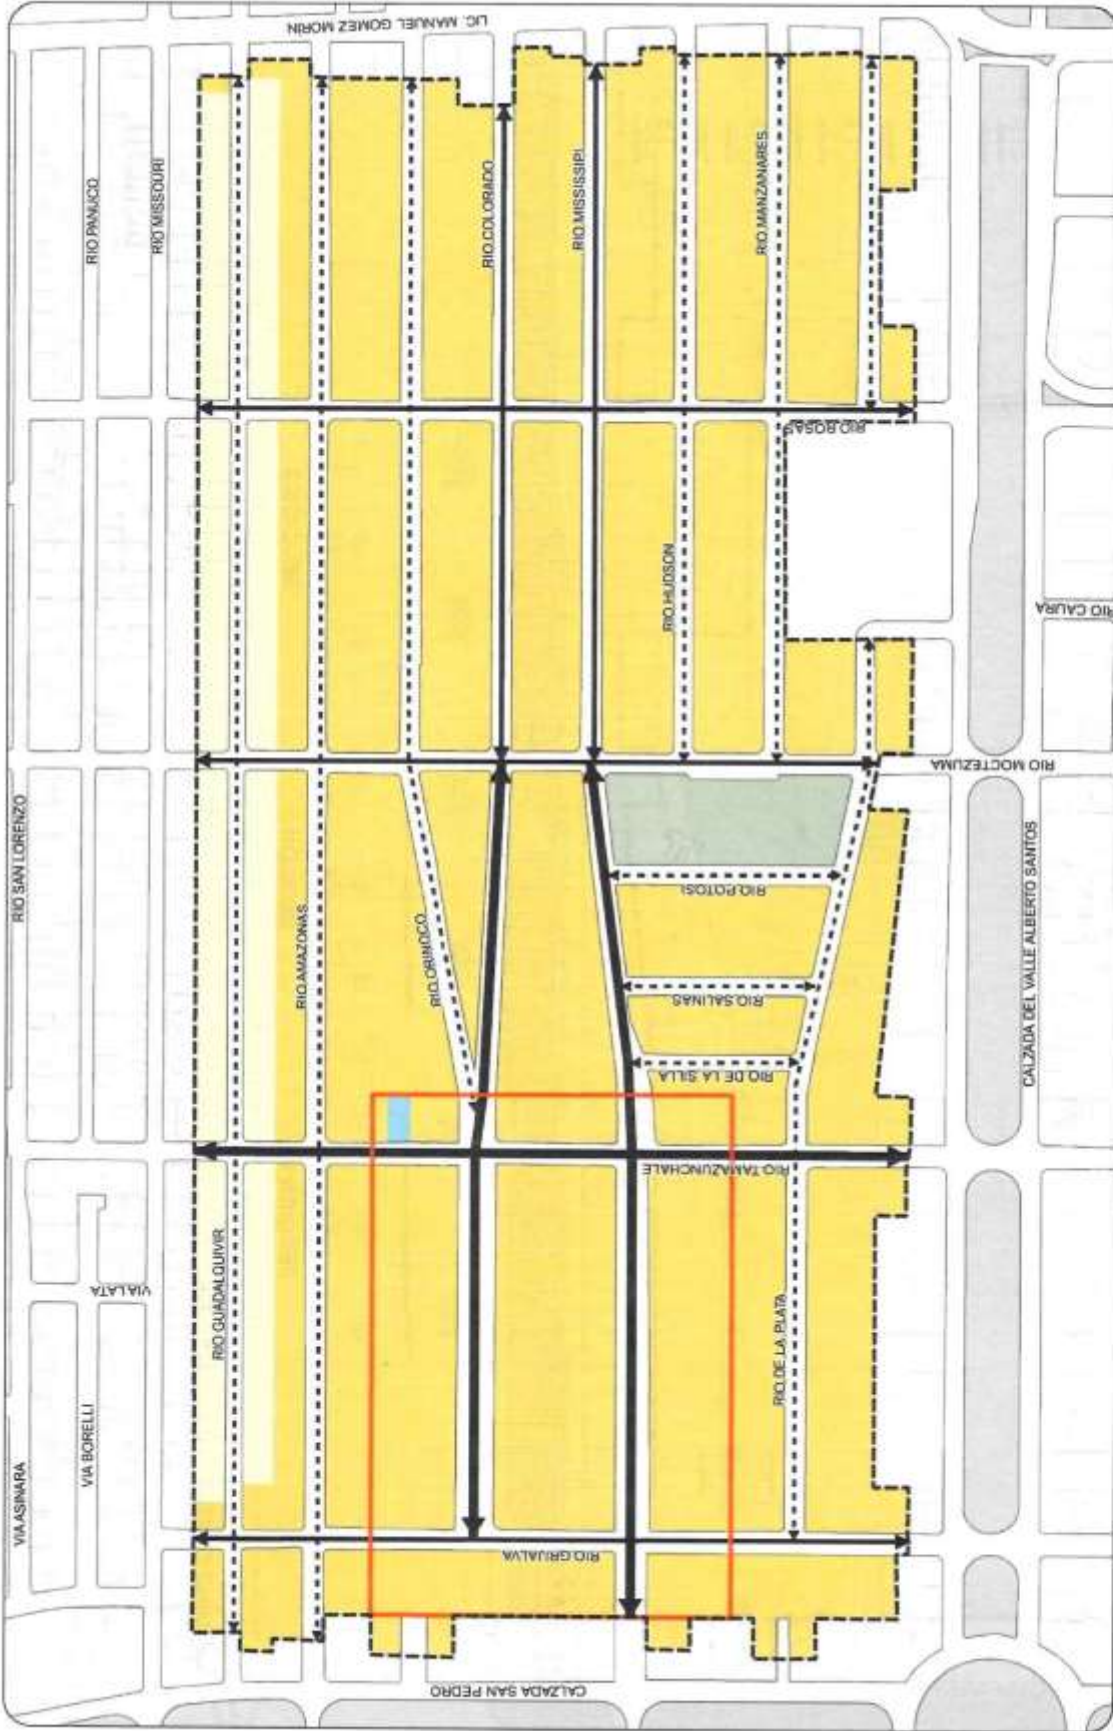 LIC. MANUEL GOMEZ MORIN
RIO PANUCO
RIO MISSOURI
RIO COLORADO
RIO MISSISSIPI
RIO MANZANARES
RIO ROSAS
RIO HUDSON
RIO CAURA
RIO MOCTEZUMA
RIO SAN LORENZO
RIO AMAZONAS
RIO ORINOCO
RIO POTOSI
RIO SALINAS
RIO DE LA SILLA
CALZADA DEL VALLE ALBERTO SANTOS
RIO TAMAZUNCHALE
VIA LATA
RIO GUADALQUIVIR
RIO DE LA PLATA
VIA ASINARA
VIA BORELLI
RIO GRIJALVA
CALZADA SAN PEDRO